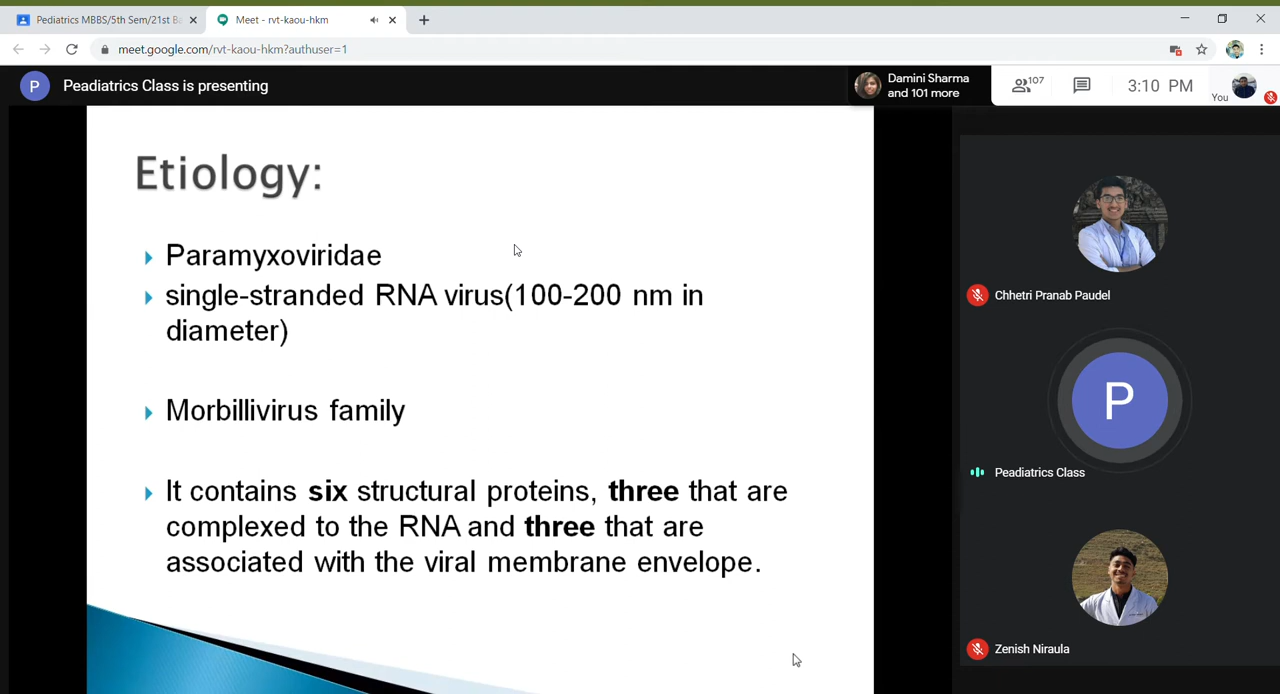 Pediatrics MBBS/5th Sem/21st Ba
Meet - rvt-kaou-hkm
meet.google.com/rvt-kaou-hkm?authuser=1
P
Peadiatrics Class is presenting
Damini Sharma
and 101 more
107
3:10 PM
You
Etiology:
Paramyxoviridae
single-stranded RNA virus(100-200 nm in
diameter)
Morbillivirus family
It contains six structural proteins, three that are
complexed to the RNA and three that are
associated with the viral membrane envelope.
Chhetri Pranab Paudel
P
Peadiatrics Class
Zenish Niraula